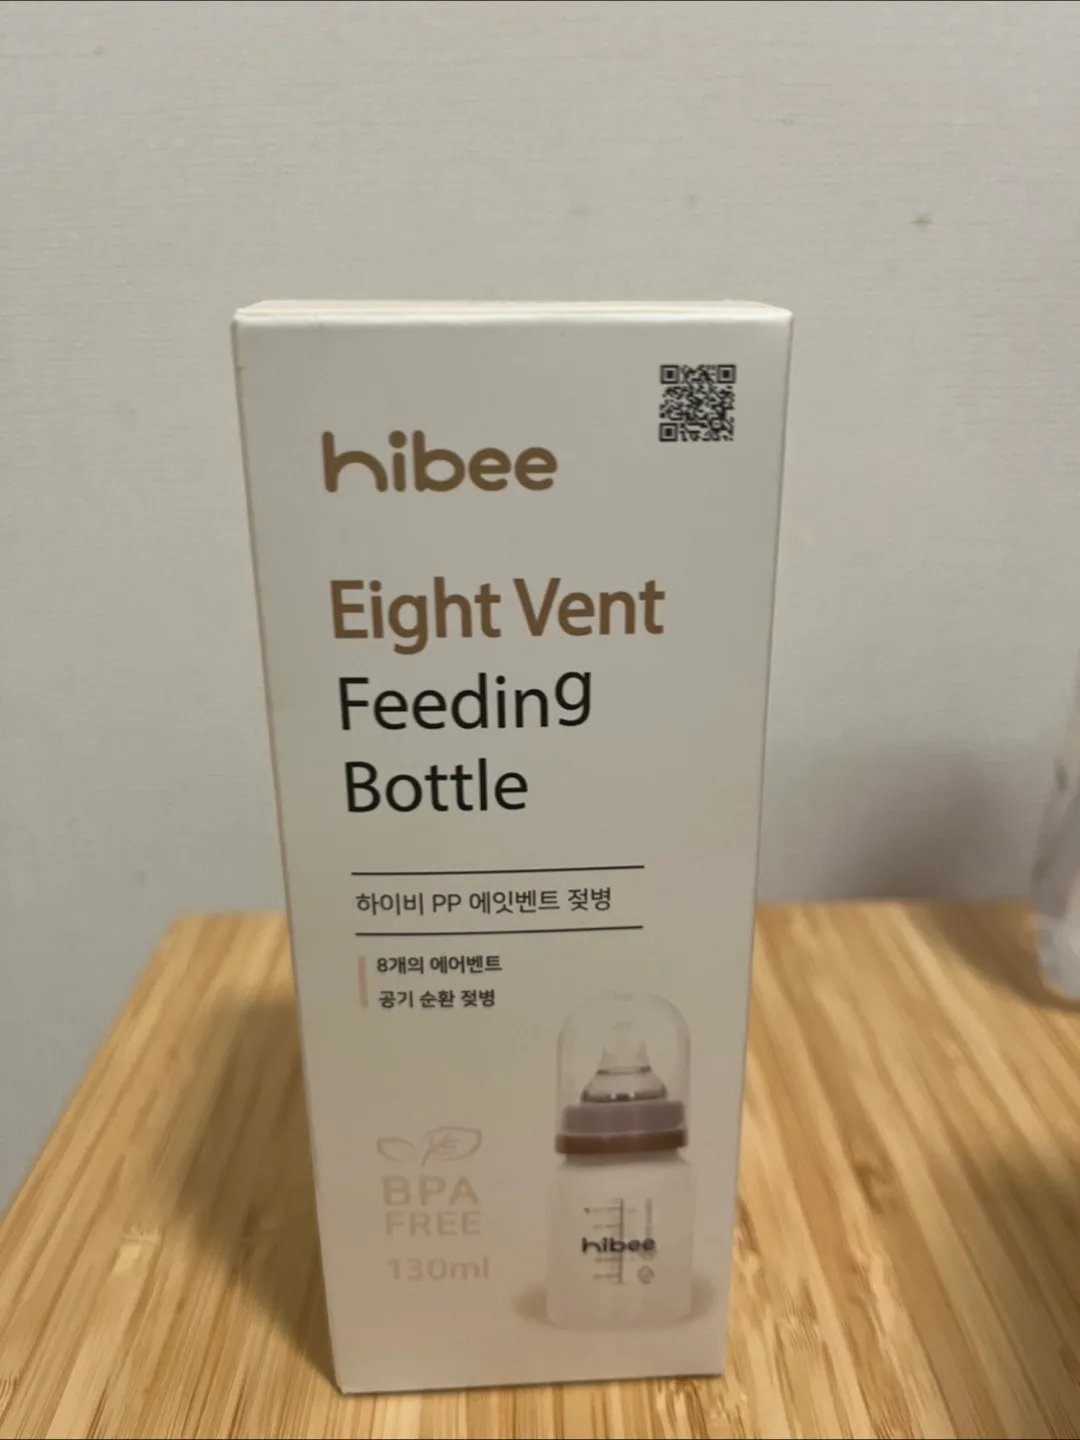 hibee
Eight Vent
Feeding
Bottle
하이비 PP 에잇벤트 젖병
8개의 에어벤트
공기 순환 젖병
BPA
FREE
130ml
hibee